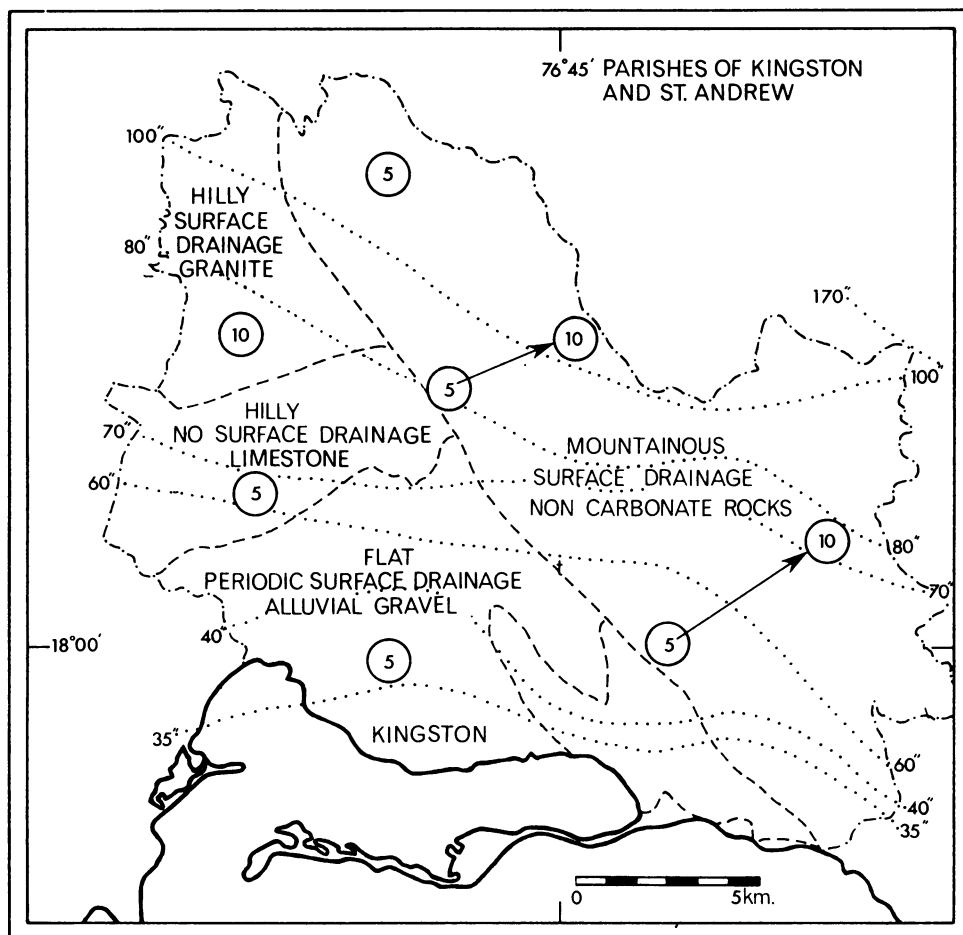 76°45' PARISHES OF KINGSTON
AND ST. ANDREW
100"
5
HILLY
SURFACE
DRAINAGE
GRANITE
80"
170"
10
10
100"
5
HILLY
NO SURFACE DRAINAGE
LIMESTONE
70"
MOUNTAINOUS
SURFACE DRAINAGE
NON CARBONATE ROCKS
60"
5
10
80"
FLAT
PERIODIC SURFACE DRAINAGE
ALLUVIAL GRAVEL
70"
40"
18°00'
5
5
35"
KINGSTON
60"
40"
35"
0 5km.